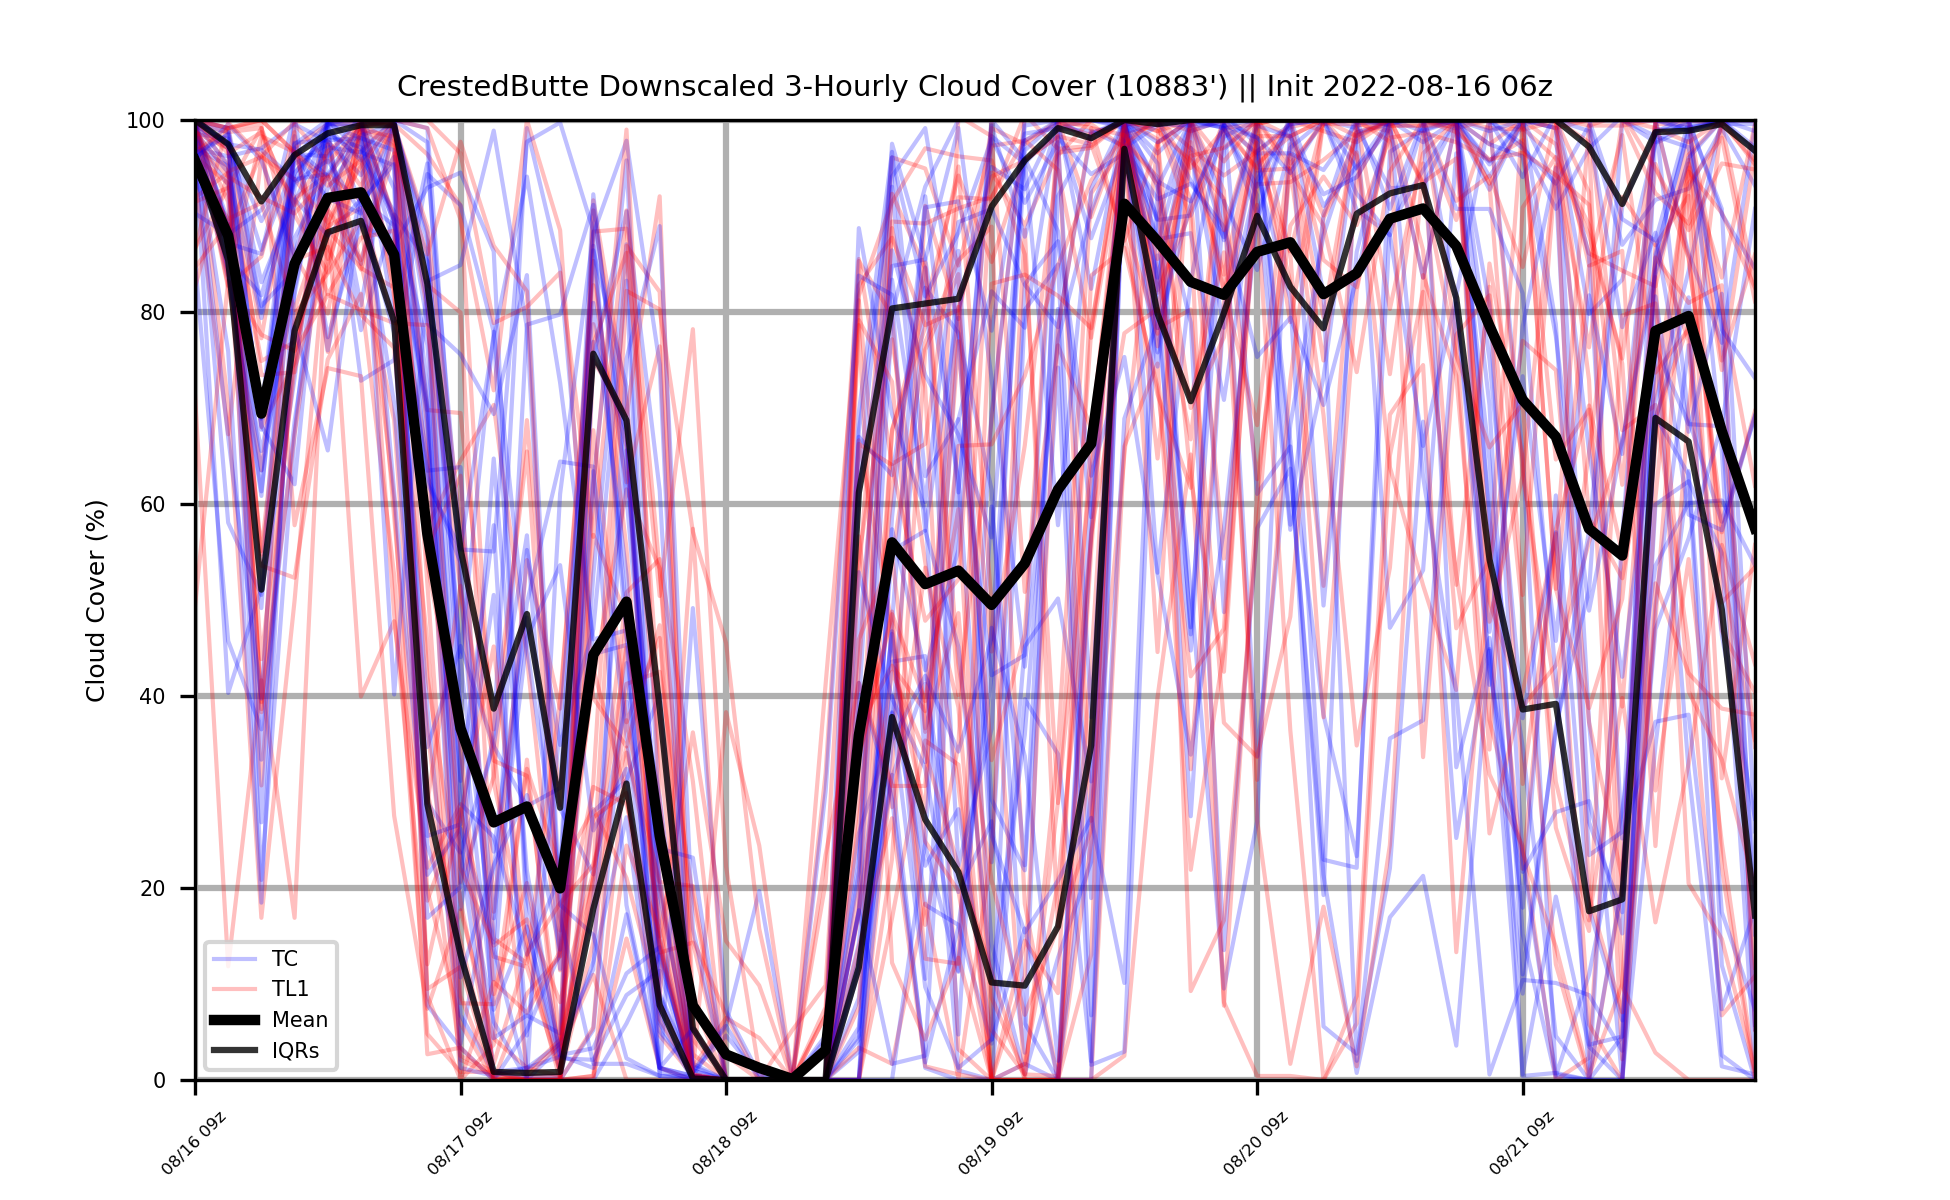 CrestedButte Downscaled 3-Hourly Cloud Cover (10883') || Init 2022-08-16 06z
Cloud Cover (%)
100
80
60
40
20
0
TC
TL1
Mean
IQRs
08/16 09z
08/17 09z
08/18 09z
08/19 09z
08/20 09z
08/21 09z